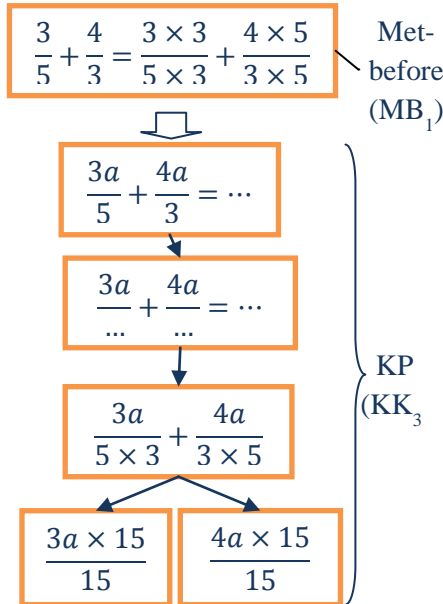 3/5 + 4/3 = (3 × 3)/(5 × 3) + (4 × 5)/(3 × 5)
Met-
before
(MB₁)
3a/5 + 4a/3 = ⋯
3a/... + 4a/... = ⋯
KP
(KK₃
3a/(5 × 3) + 4a/(3 × 5)
(3a × 15)/15
(4a × 15)/15